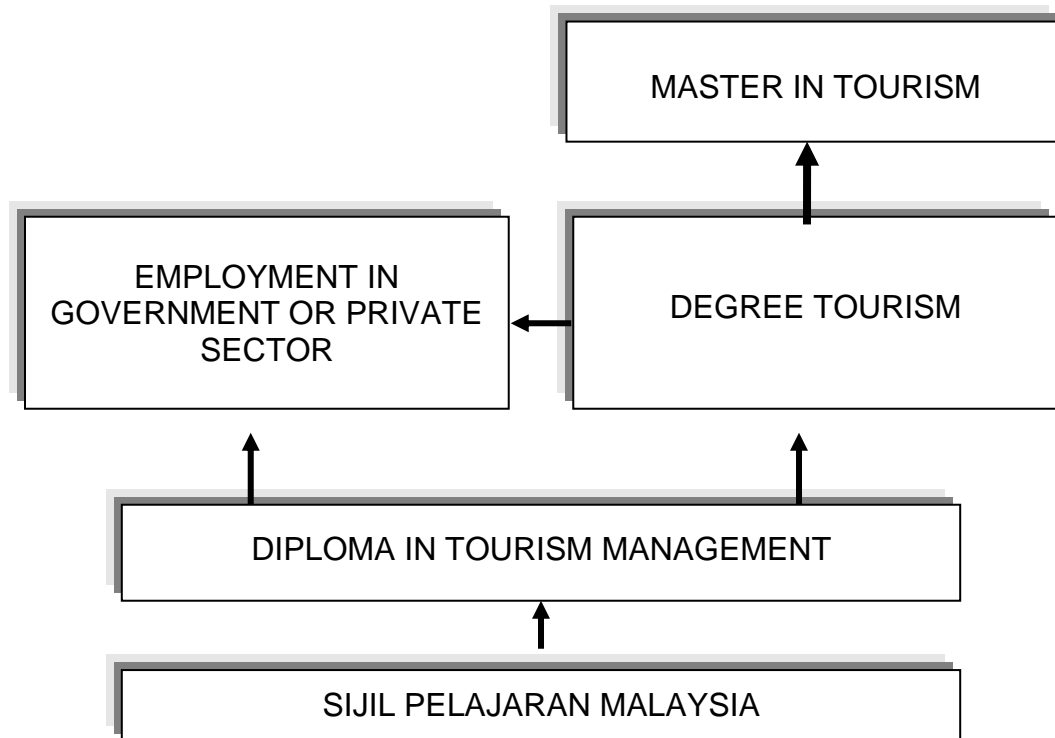 MASTER IN TOURISM
EMPLOYMENT IN
GOVERNMENT OR PRIVATE
SECTOR
DEGREE TOURISM
DIPLOMA IN TOURISM MANAGEMENT
SIJIL PELAJARAN MALAYSIA